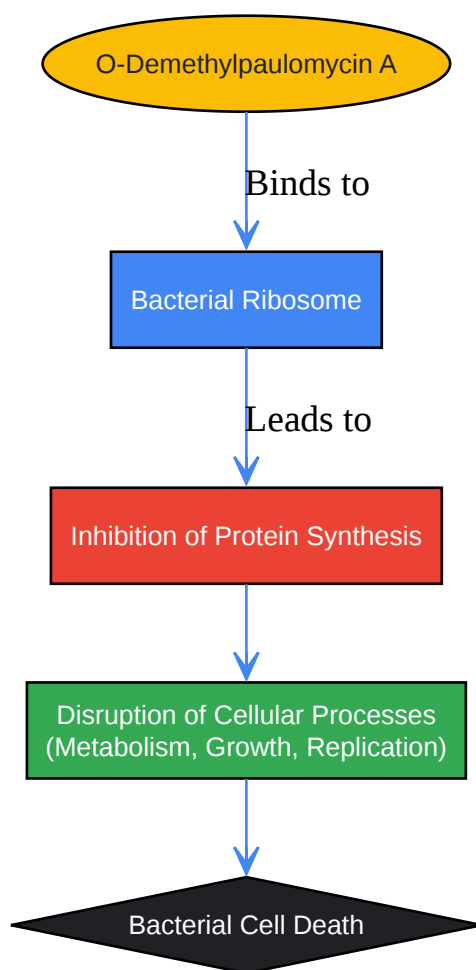 O-Demethylpaulomycin A
Binds to
Bacterial Ribosome
Leads to
Inhibition of Protein Synthesis
Disruption of Cellular Processes
(Metabolism, Growth, Replication)
Bacterial Cell Death